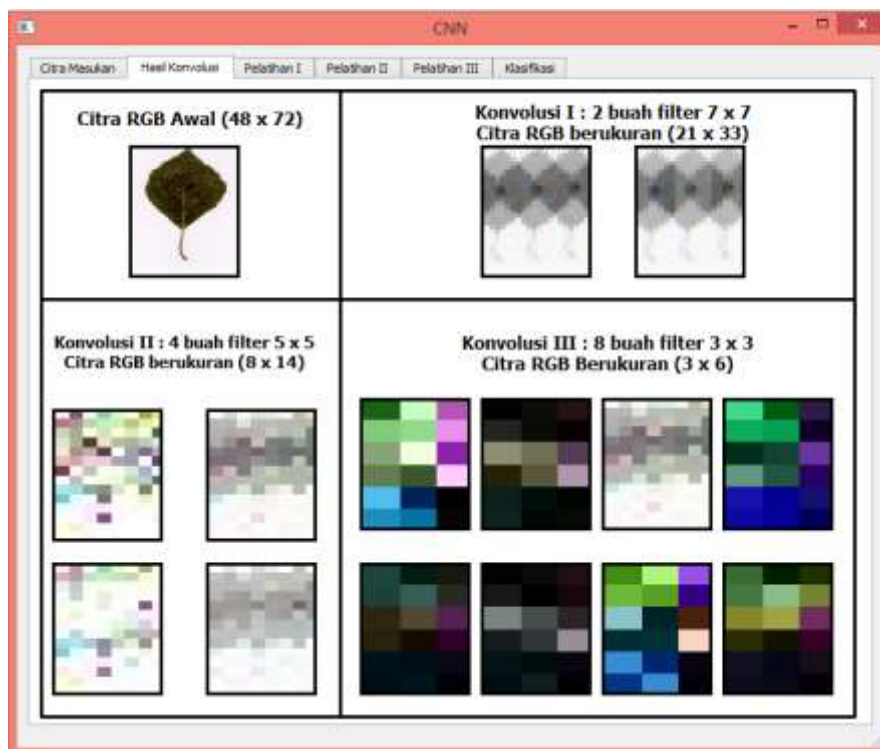 CNN
Citra Masukan
Hasil Konvolusi
Pelatihan I
Pelatihan II
Pelatihan III
Klasifikasi
Citra RGB Awal (48 x 72)
Konvolusi I : 2 buah filter 7 x 7
Citra RGB berukuran (21 x 33)
Konvolusi II : 4 buah filter 5 x 5
Citra RGB berukuran (8 x 14)
Konvolusi III : 8 buah filter 3 x 3
Citra RGB Berukuran (3 x 6)